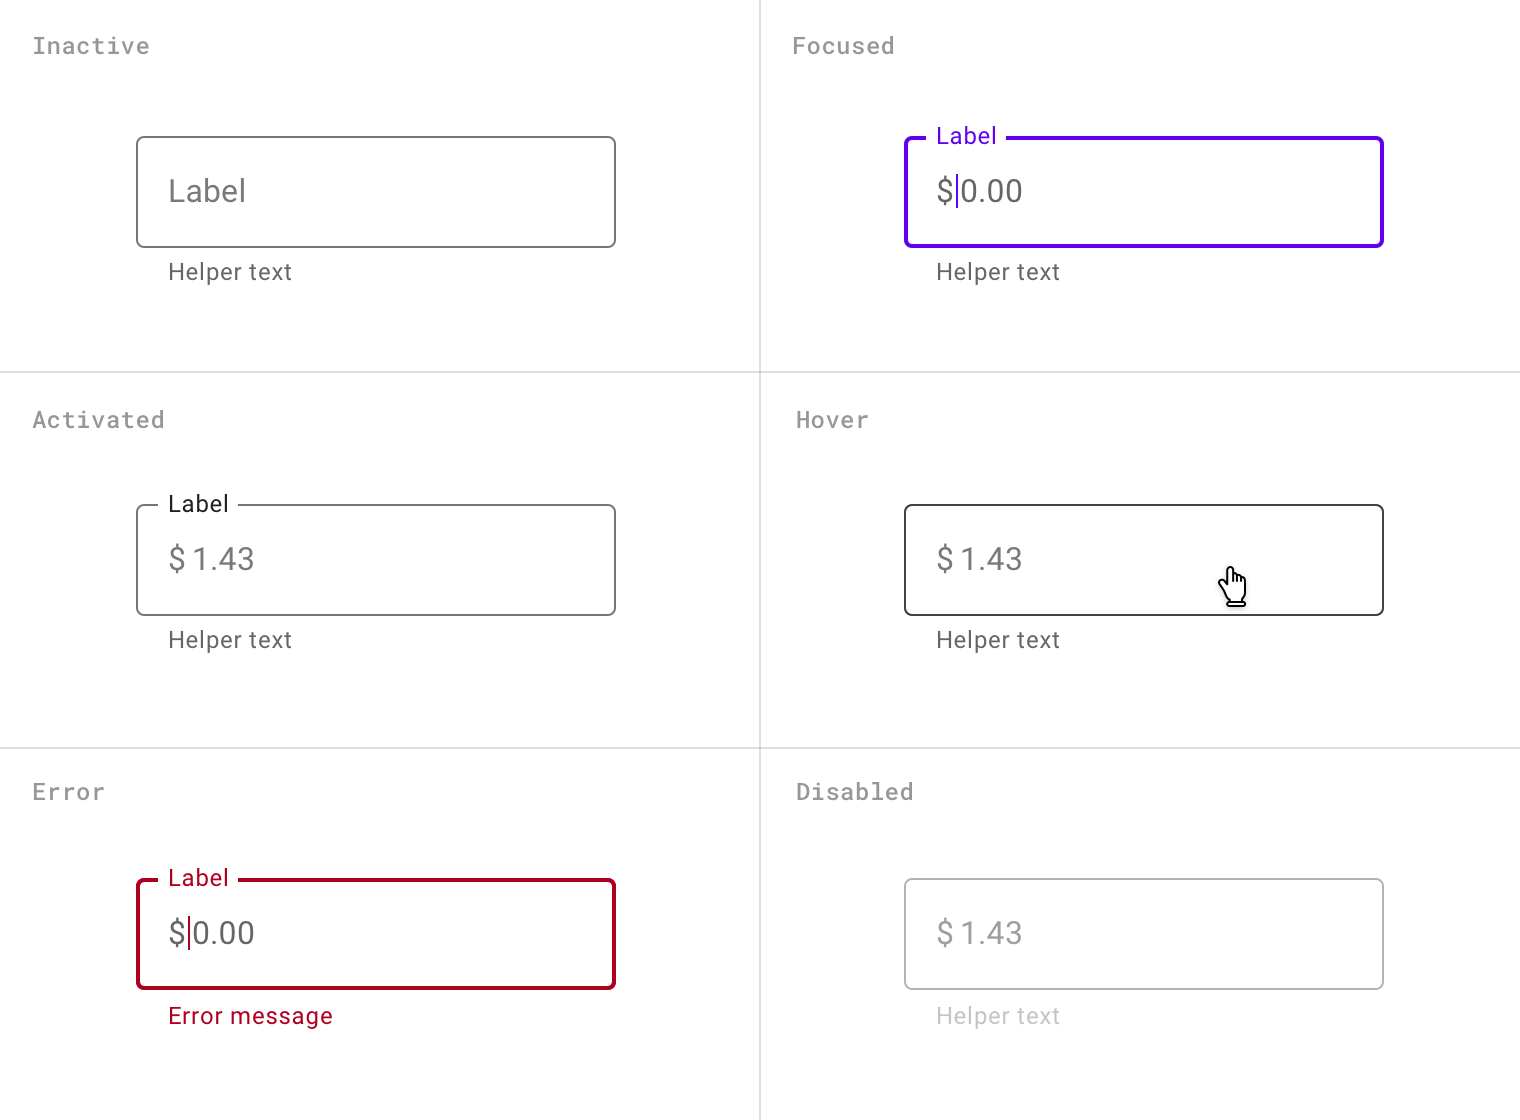 Inactive
Label
Helper text
Focused
Label
$0.00
Helper text
Activated
Label
$ 1.43
Helper text
Hover
$ 1.43
Helper text
Error
Label
$0.00
Error message
Disabled
$ 1.43
Helper text